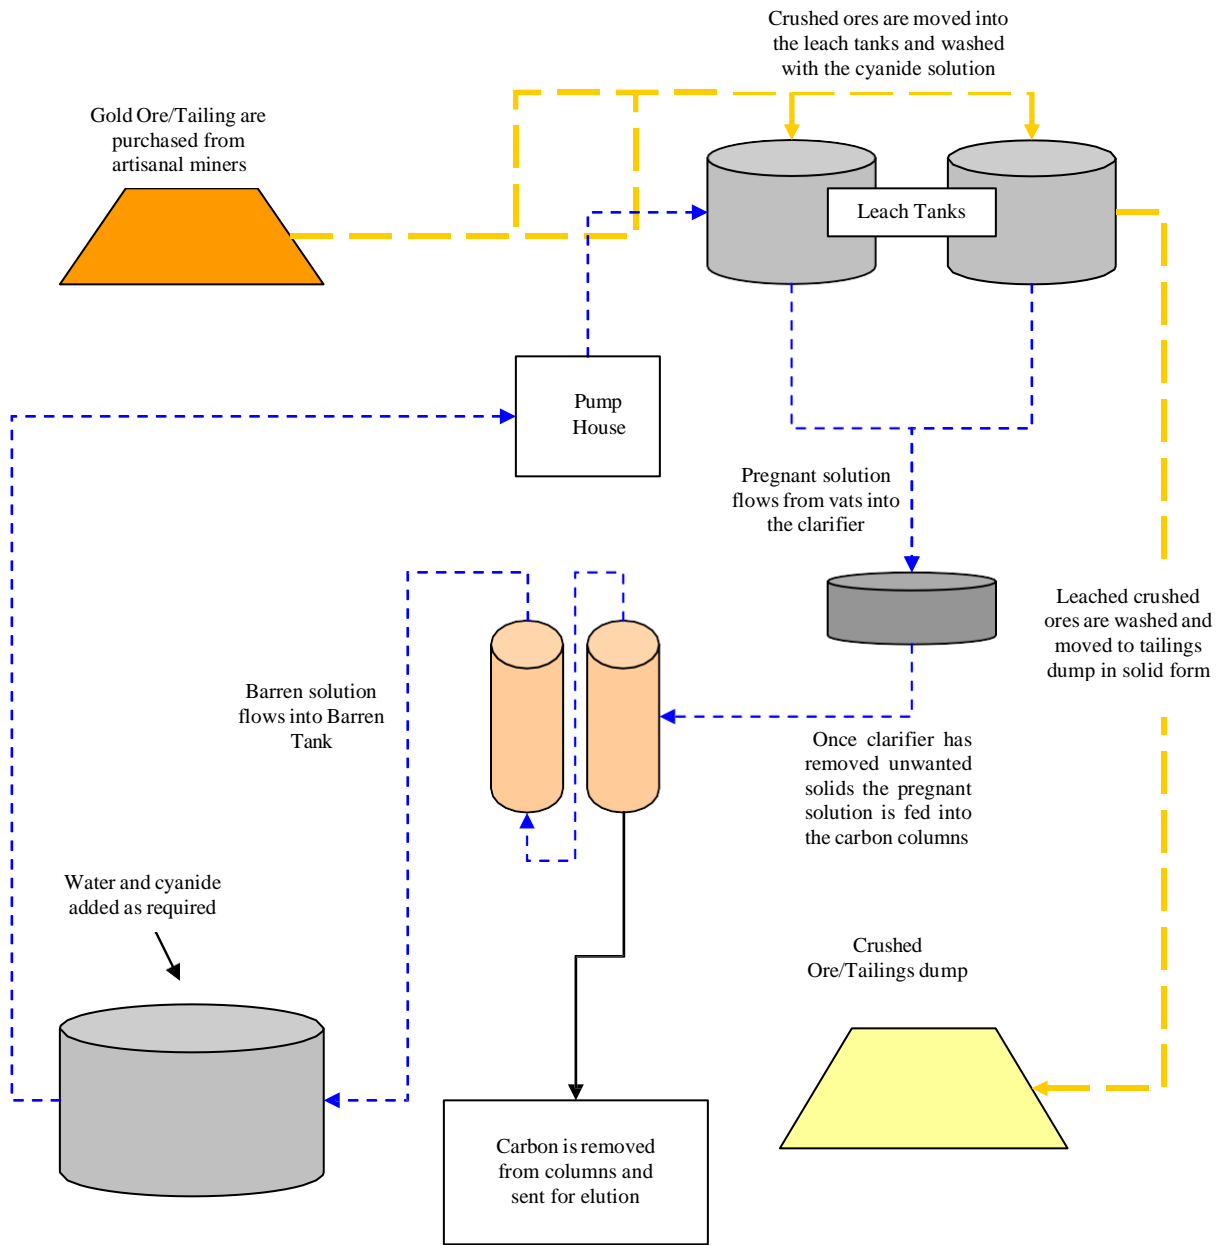 Crushed ores are moved into
the leach tanks and washed
with the cyanide solution
Gold Ore/Tailing are
purchased from
artisanal miners
Leach Tanks
Pump
House
Pregnant solution
flows from vats into
the clarifier
Leached crushed
ores are washed and
moved to tailings
dump in solid form
Barren solution
flows into Barren
Tank
Once clarifier has
removed unwanted
solids the pregnant
solution is fed into
the carbon columns
Water and cyanide
added as required
Crushed
Ore/Tailings dump
Carbon is removed
from columns and
sent for elution